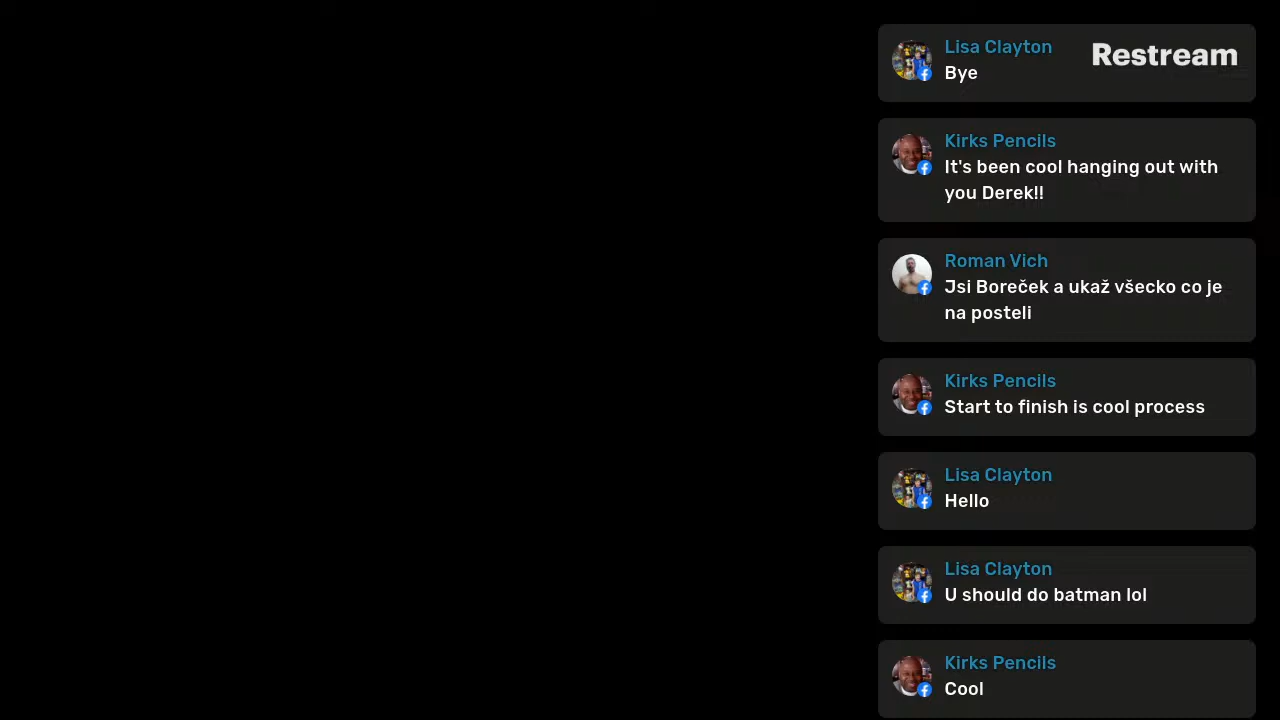 Lisa Clayton
Restream
Bye
Kirks Pencils
It's been cool hanging out with
you Derek!!
Roman Vich
Jsi Boreček a ukaž všecko co je
na posteli
Kirks Pencils
Start to finish is cool process
Lisa Clayton
Hello
Lisa Clayton
U should do batman lol
Kirks Pencils
Cool